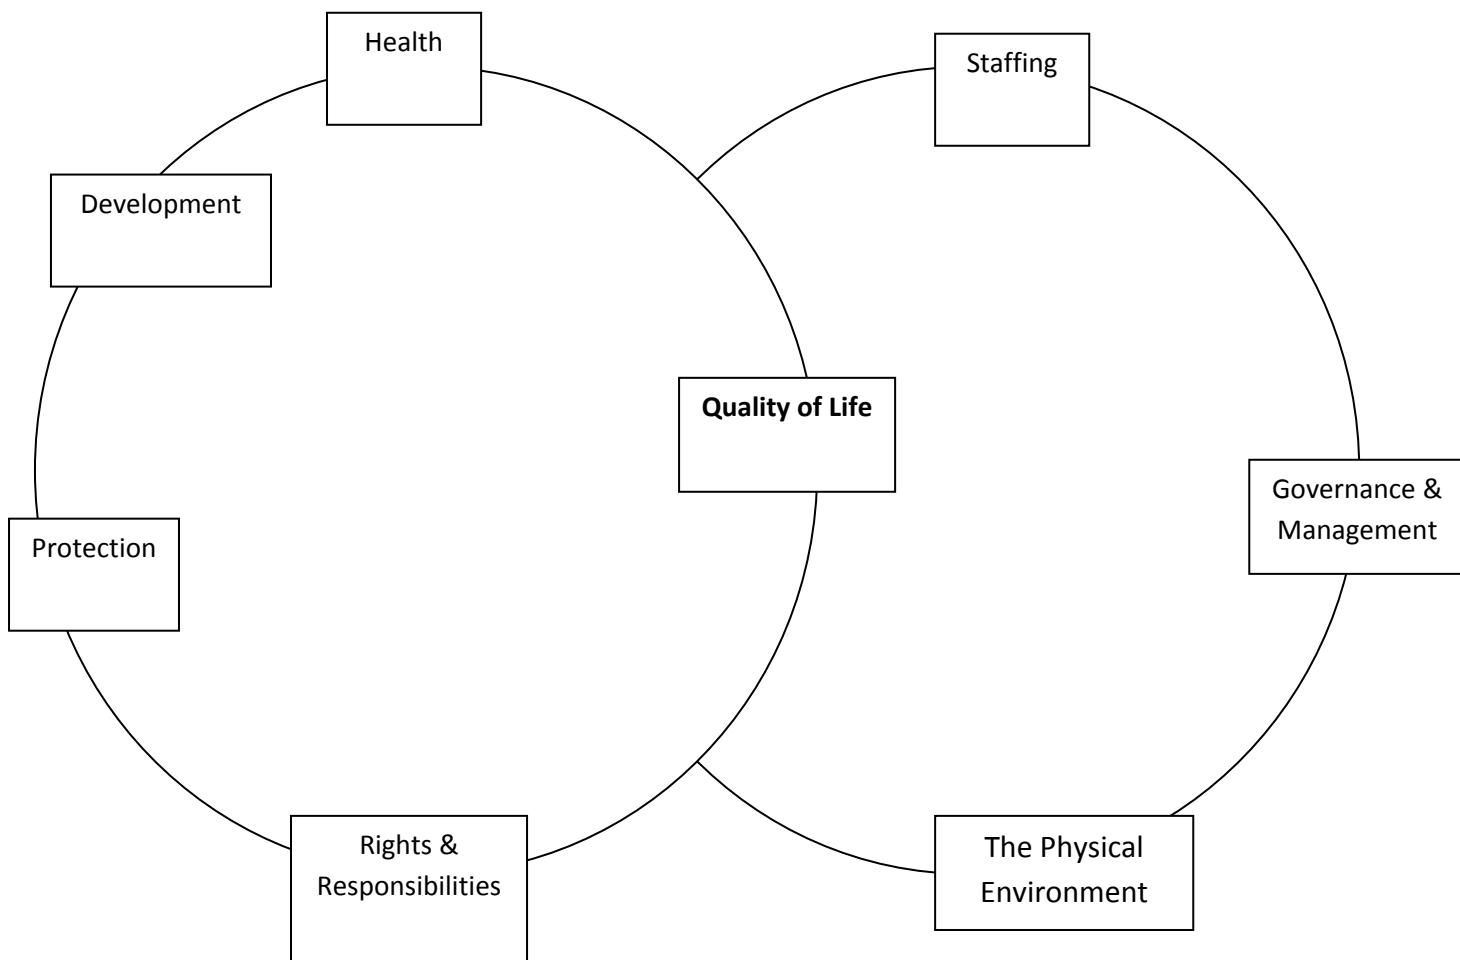 Health
Staffing
Development
Quality of Life
Governance &
Management
Protection
Rights &
Responsibilities
The Physical
Environment